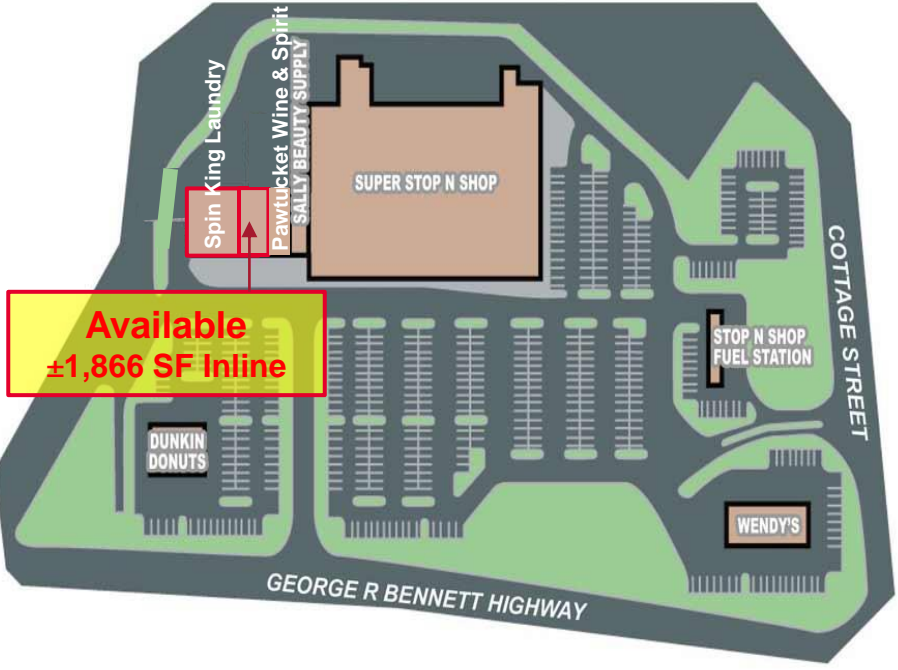 Spin King Laundry
Pawtucket Wine & Spirit
SALLY BEAUTY SUPPLY
SUPER STOP N SHOP
COTTAGE STREET
Available
±1,866 SF Inline
STOP N SHOP
FUEL STATION
DUNKIN
DONUTS
WENDY'S
GEORGE R BENNETT HIGHWAY